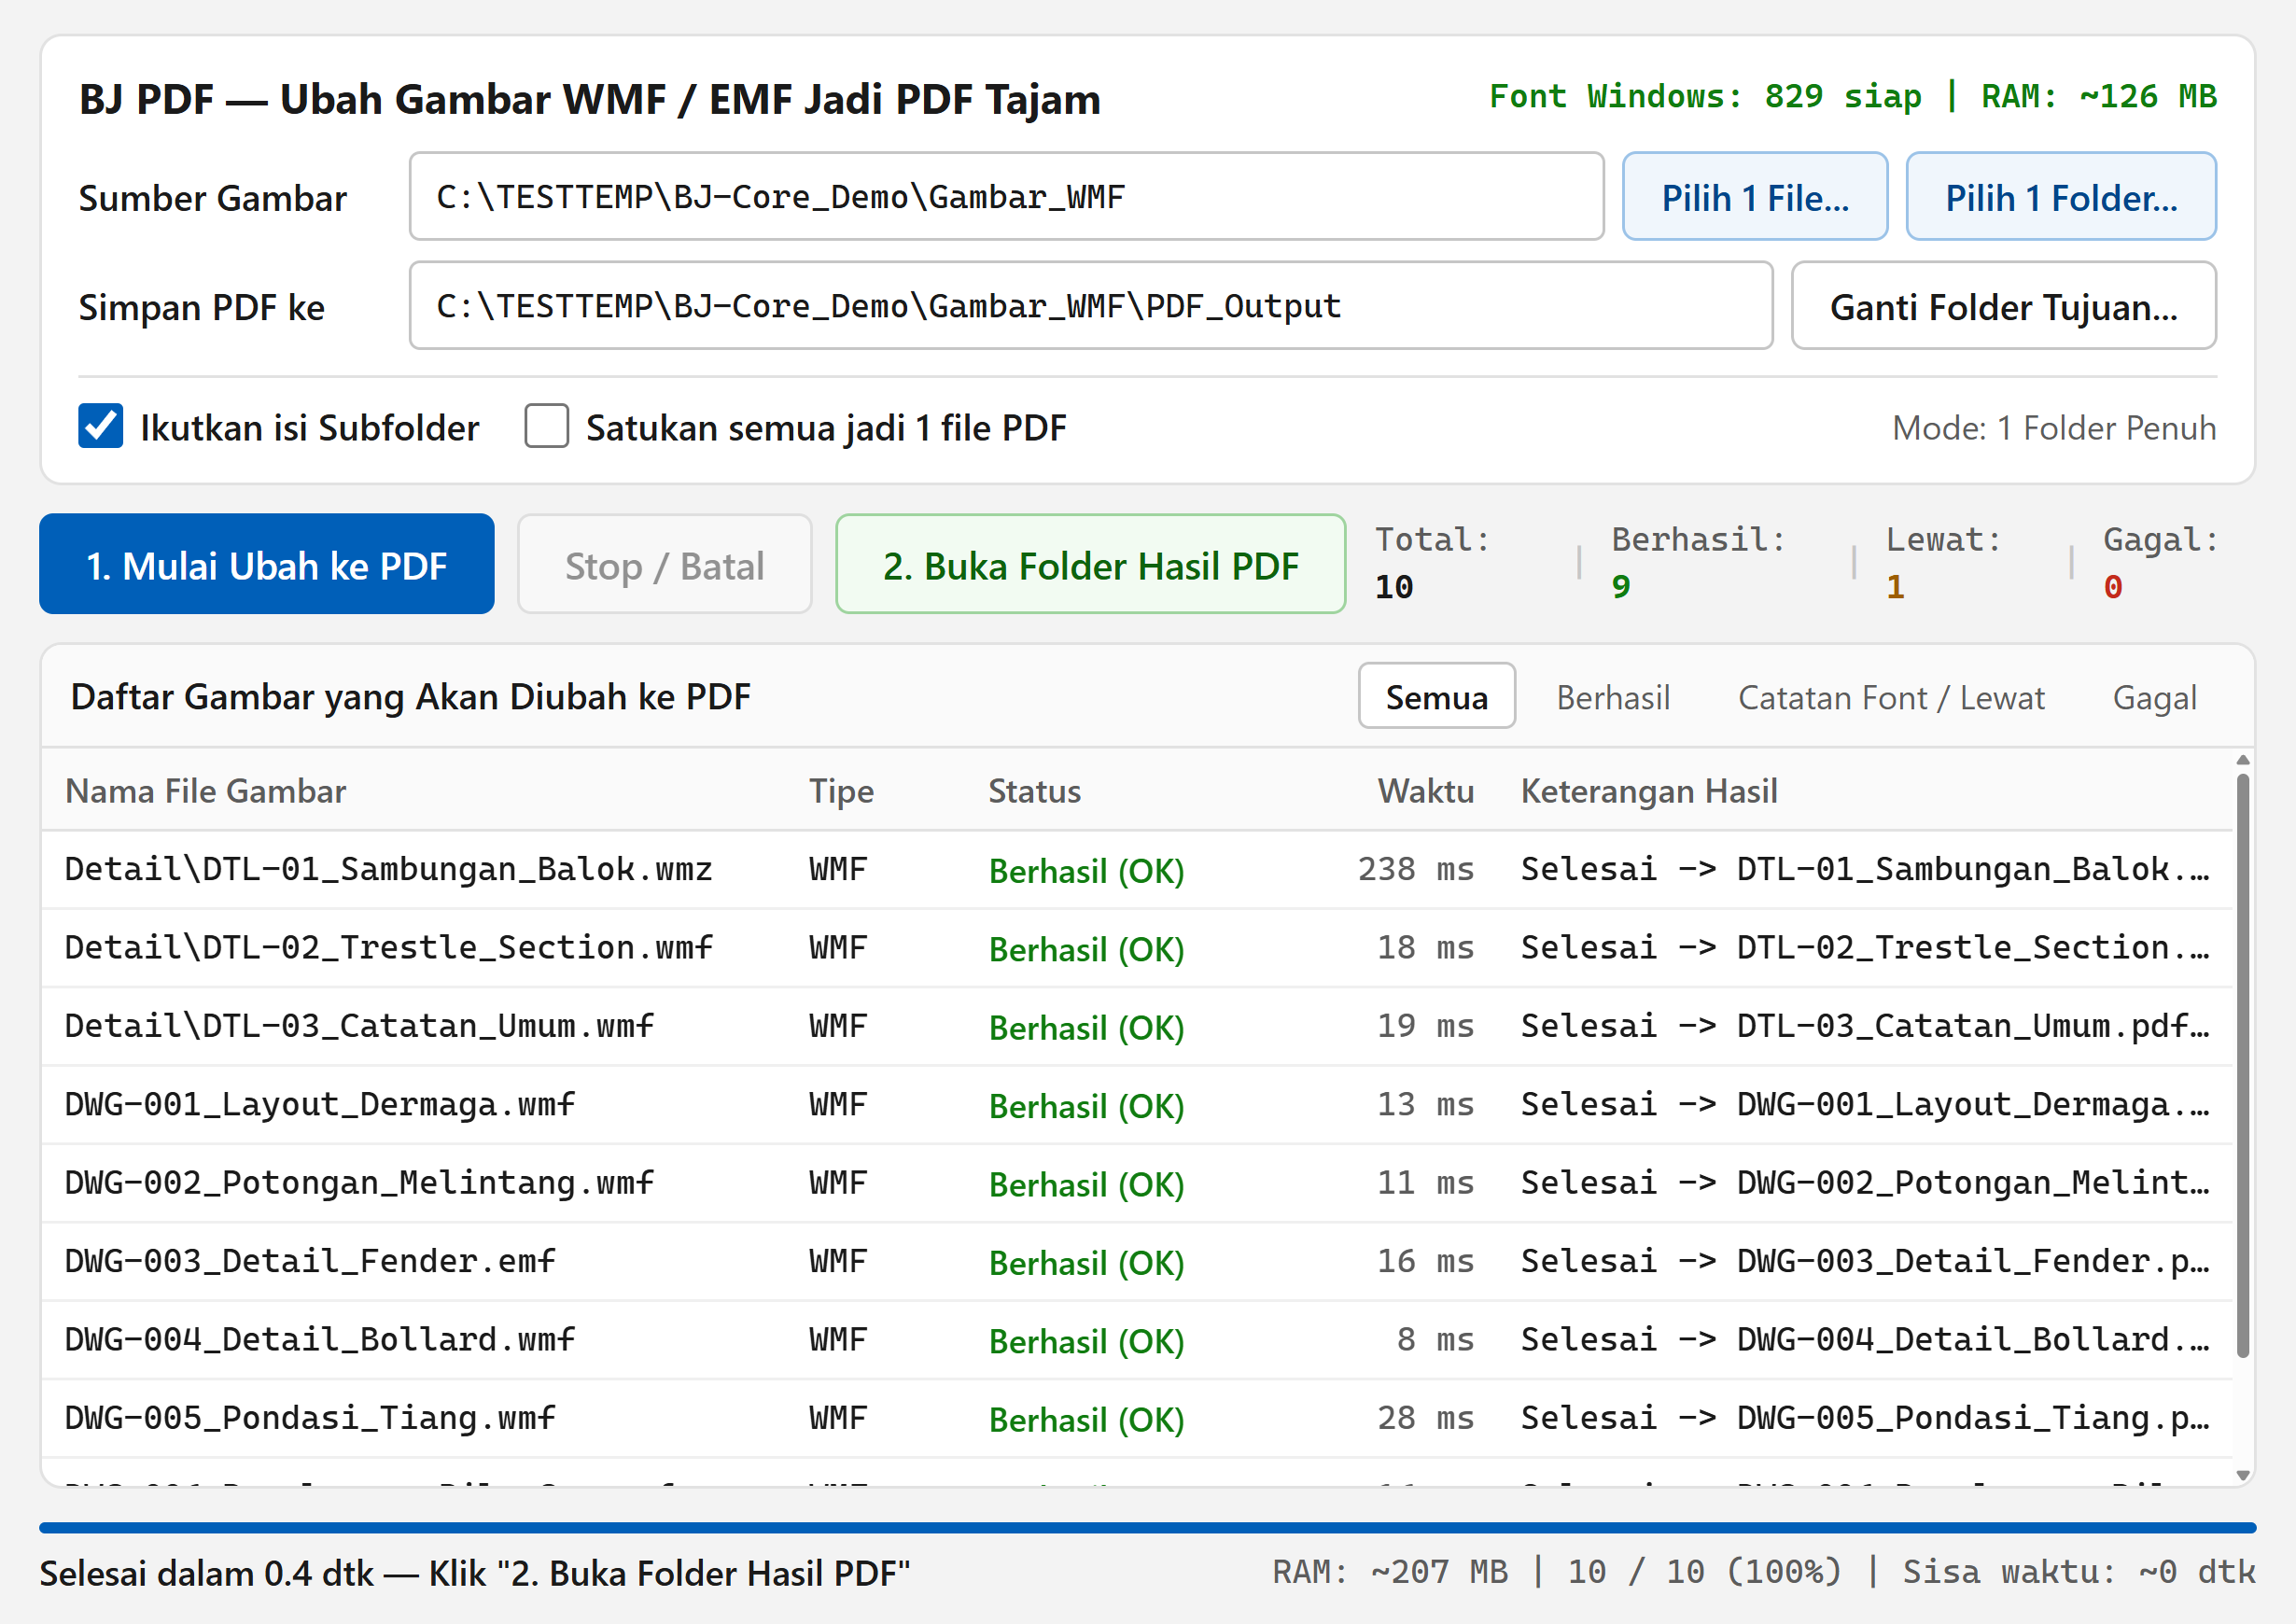 BJ PDF — Ubah Gambar WMF / EMF Jadi PDF Tajam
Font Windows: 829 siap | RAM: ~126 MB
Sumber Gambar
C:\TESTTEMP\BJ-Core_Demo\Gambar_WMF
Pilih 1 File...
Pilih 1 Folder...
Simpan PDF ke
C:\TESTTEMP\BJ-Core_Demo\Gambar_WMF\PDF_Output
Ganti Folder Tujuan...
Ikutkan isi Subfolder
Satukan semua jadi 1 file PDF
Mode: 1 Folder Penuh
1. Mulai Ubah ke PDF
Stop / Batal
2. Buka Folder Hasil PDF
Total: 10 | Berhasil: 9 | Lewat: 1 | Gagal: 0
Daftar Gambar yang Akan Diubah ke PDF
Semua
Berhasil
Catatan Font / Lewat
Gagal
Nama File Gambar Tipe Status Waktu Keterangan Hasil
Detail\DTL-01_Sambungan_Balok.wmz WMF Berhasil (OK) 238 ms Selesai -> DTL-01_Sambungan_Balok.…
Detail\DTL-02_Trestle_Section.wmf WMF Berhasil (OK) 18 ms Selesai -> DTL-02_Trestle_Section.…
Detail\DTL-03_Catatan_Umum.wmf WMF Berhasil (OK) 19 ms Selesai -> DTL-03_Catatan_Umum.pdf…
DWG-001_Layout_Dermaga.wmf WMF Berhasil (OK) 13 ms Selesai -> DWG-001_Layout_Dermaga.…
DWG-002_Potongan_Melintang.wmf WMF Berhasil (OK) 11 ms Selesai -> DWG-002_Potongan_Melint…
DWG-003_Detail_Fender.emf WMF Berhasil (OK) 16 ms Selesai -> DWG-003_Detail_Fender.p…
DWG-004_Detail_Bollard.wmf WMF Berhasil (OK) 8 ms Selesai -> DWG-004_Detail_Bollard.…
DWG-005_Pondasi_Tiang.wmf WMF Berhasil (OK) 28 ms Selesai -> DWG-005_Pondasi_Tiang.p…
Selesai dalam 0.4 dtk — Klik "2. Buka Folder Hasil PDF"
RAM: ~207 MB | 10 / 10 (100%) | Sisa waktu: ~0 dtk